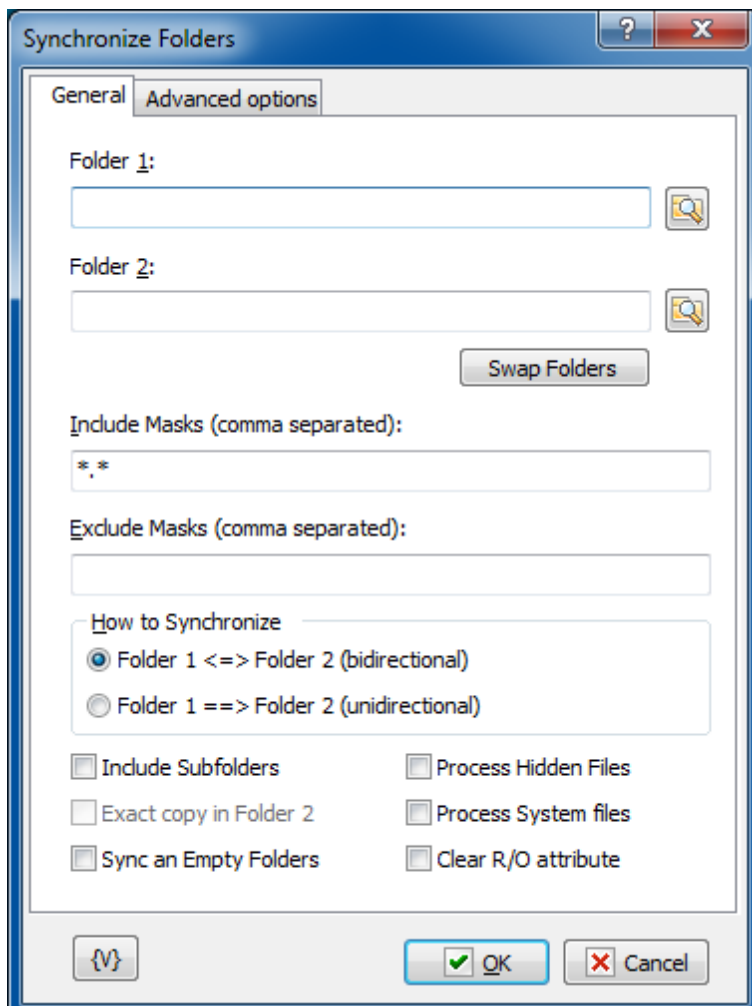 Synchronize Folders
General Advanced options
Folder 1:
Folder 2:
Swap Folders
Include Masks (comma separated):
*.*
Exclude Masks (comma separated):
How to Synchronize
Folder 1 <=> Folder 2 (bidirectional)
Folder 1 ==> Folder 2 (unidirectional)
Include Subfolders Process Hidden Files
Exact copy in Folder 2 Process System files
Sync an Empty Folders Clear R/O attribute
{V} OK Cancel